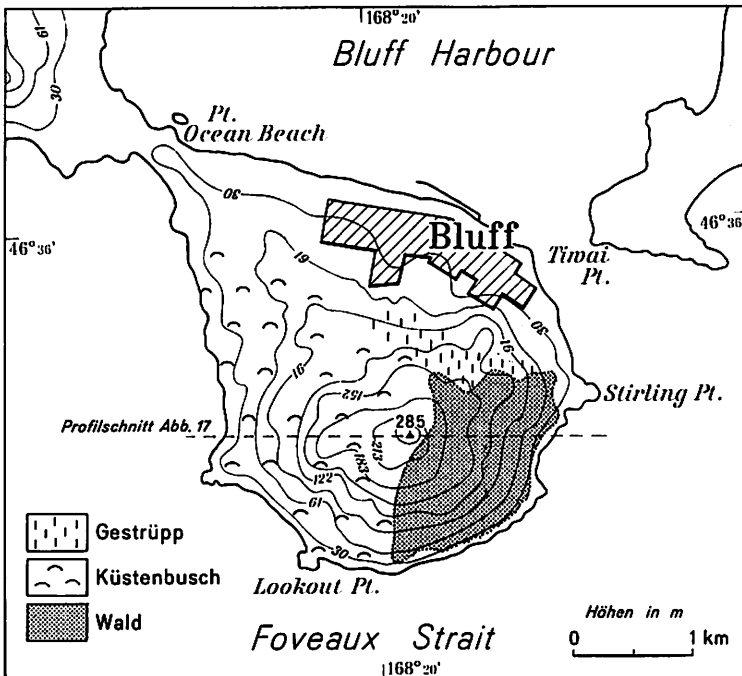 168° 20'
61
30
Bluff Harbour
Pt.
Ocean Beach
30
46° 36'
46° 36'
Bluff
Tiwai
Pt.
19
30
16
91
152
285
Stirling Pt.
Profilschnitt Abb. 17
213
183
122
61
30
Gestrüpp
Küstenbusch
Wald
Lookout Pt.
Höhen in m
0 1 km
Foveaux Strait
168° 20'